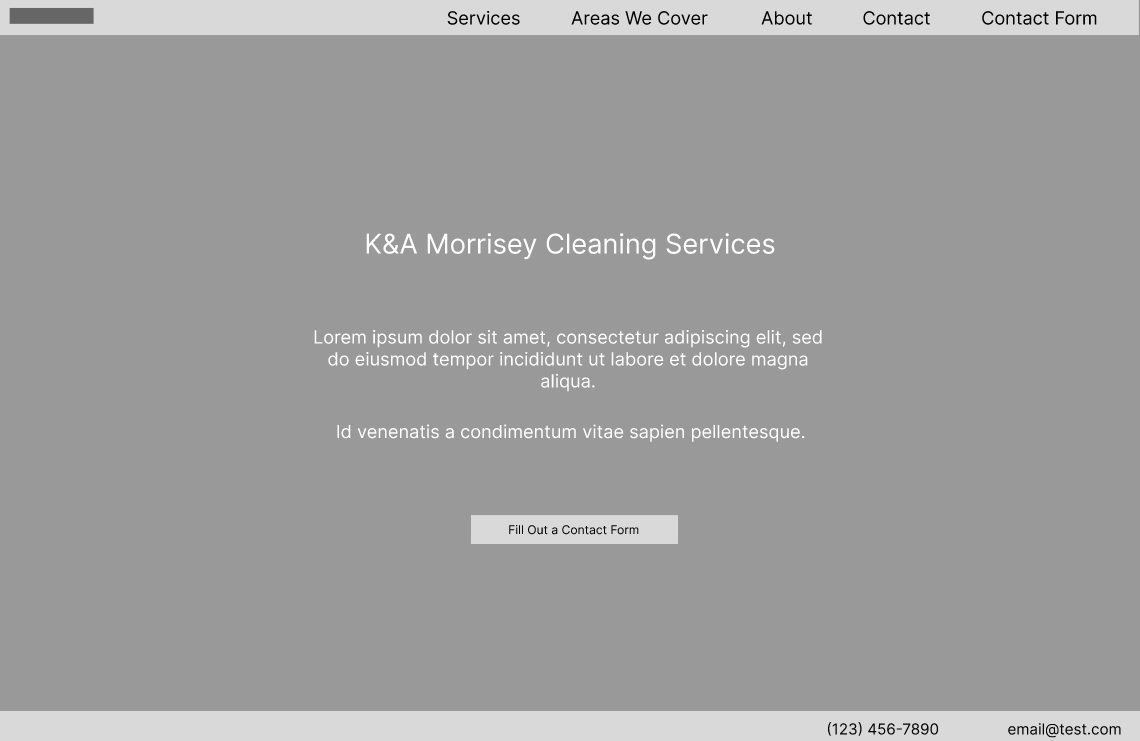 Services Areas We Cover About Contact Contact Form
K&A Morrisey Cleaning Services
Lorem ipsum dolor sit amet, consectetur adipiscing elit, sed
do eiusmod tempor incididunt ut labore et dolore magna
aliqua.
Id venenatis a condimentum vitae sapien pellentesque.
Fill Out a Contact Form
(123) 456-7890 email@test.com